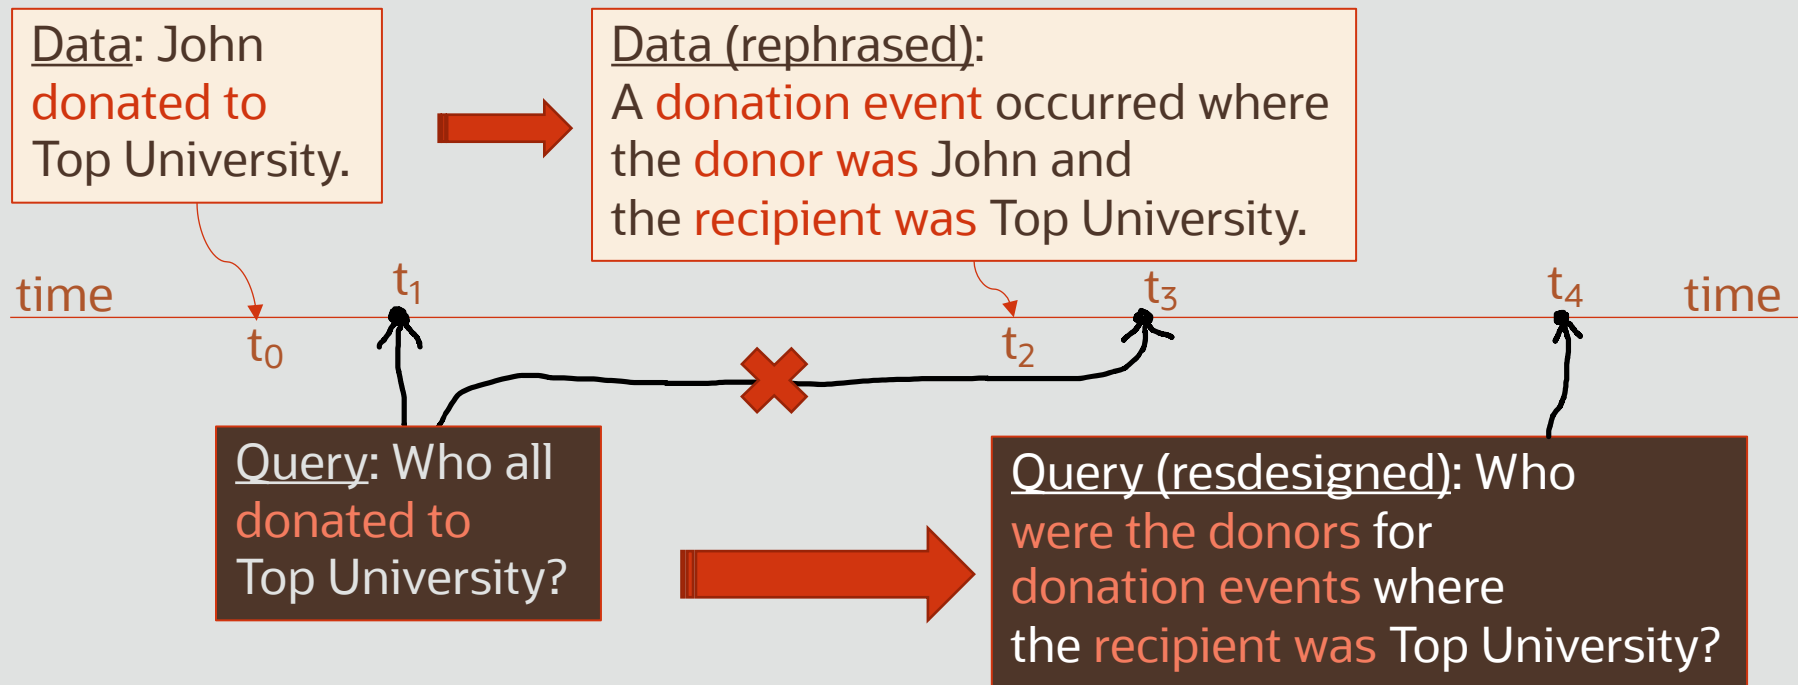 Data: John
donated to
Top University.
Data (rephrased):
A donation event occurred where
the donor was John and
the recipient was Top University.
time
t₀
t₁
t₂
t₃
t₄
time
Query: Who all
donated to
Top University?
Query (resdesigned): Who
were the donors for
donation events where
the recipient was Top University?